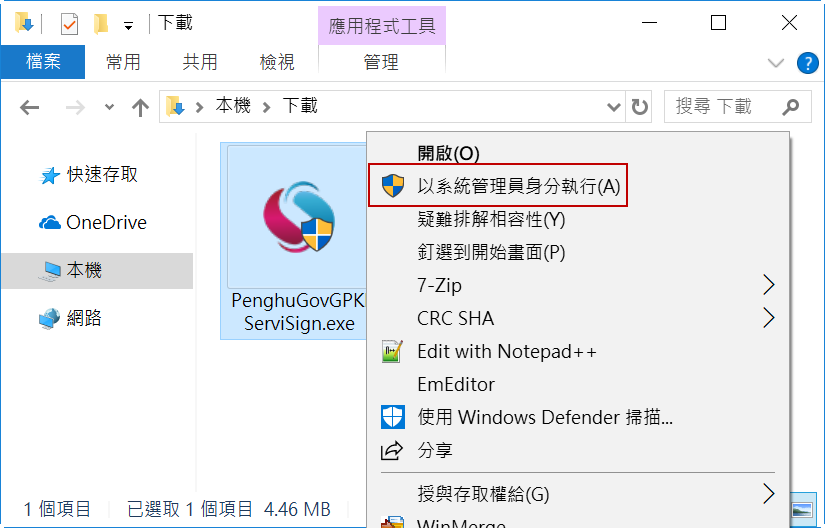 下載
應用程式工具
檔案
常用
共用
檢視
管理
?
本機
下載
搜尋 下載
快速存取
OneDrive
本機
網路
PenghuGovGPK
ServiSign.exe
開啟(O)
以系統管理員身分執行(A)
疑難排解相容性(Y)
釘選到開始畫面(P)
7-Zip
CRC SHA
Edit with Notepad++
EmEditor
使用 Windows Defender 掃描...
分享
授與存取權給(G)
WinMerge
1 個項目
已選取 1 個項目 4.46 MB